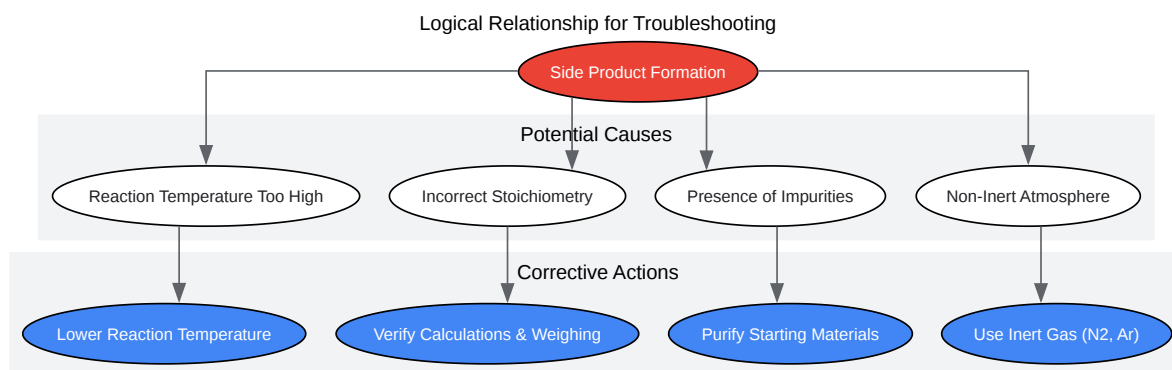 Logical Relationship for Troubleshooting
Side Product Formation
Potential Causes
Reaction Temperature Too High
Incorrect Stoichiometry
Presence of Impurities
Non-Inert Atmosphere
Corrective Actions
Lower Reaction Temperature
Verify Calculations & Weighing
Purify Starting Materials
Use Inert Gas (N2, Ar)